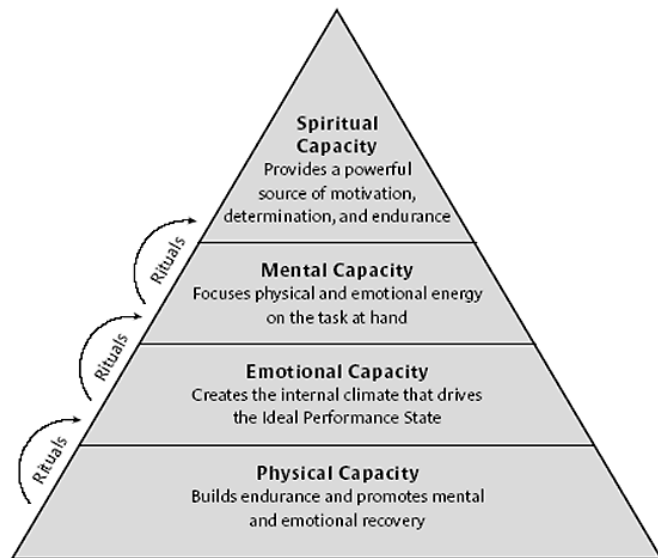 Spiritual
Capacity
Provides a powerful
source of motivation,
determination, and endurance
Rituals
Mental Capacity
Focuses physical and emotional energy
on the task at hand
Rituals
Emotional Capacity
Creates the internal climate that drives
the Ideal Performance State
Rituals
Physical Capacity
Builds endurance and promotes mental
and emotional recovery